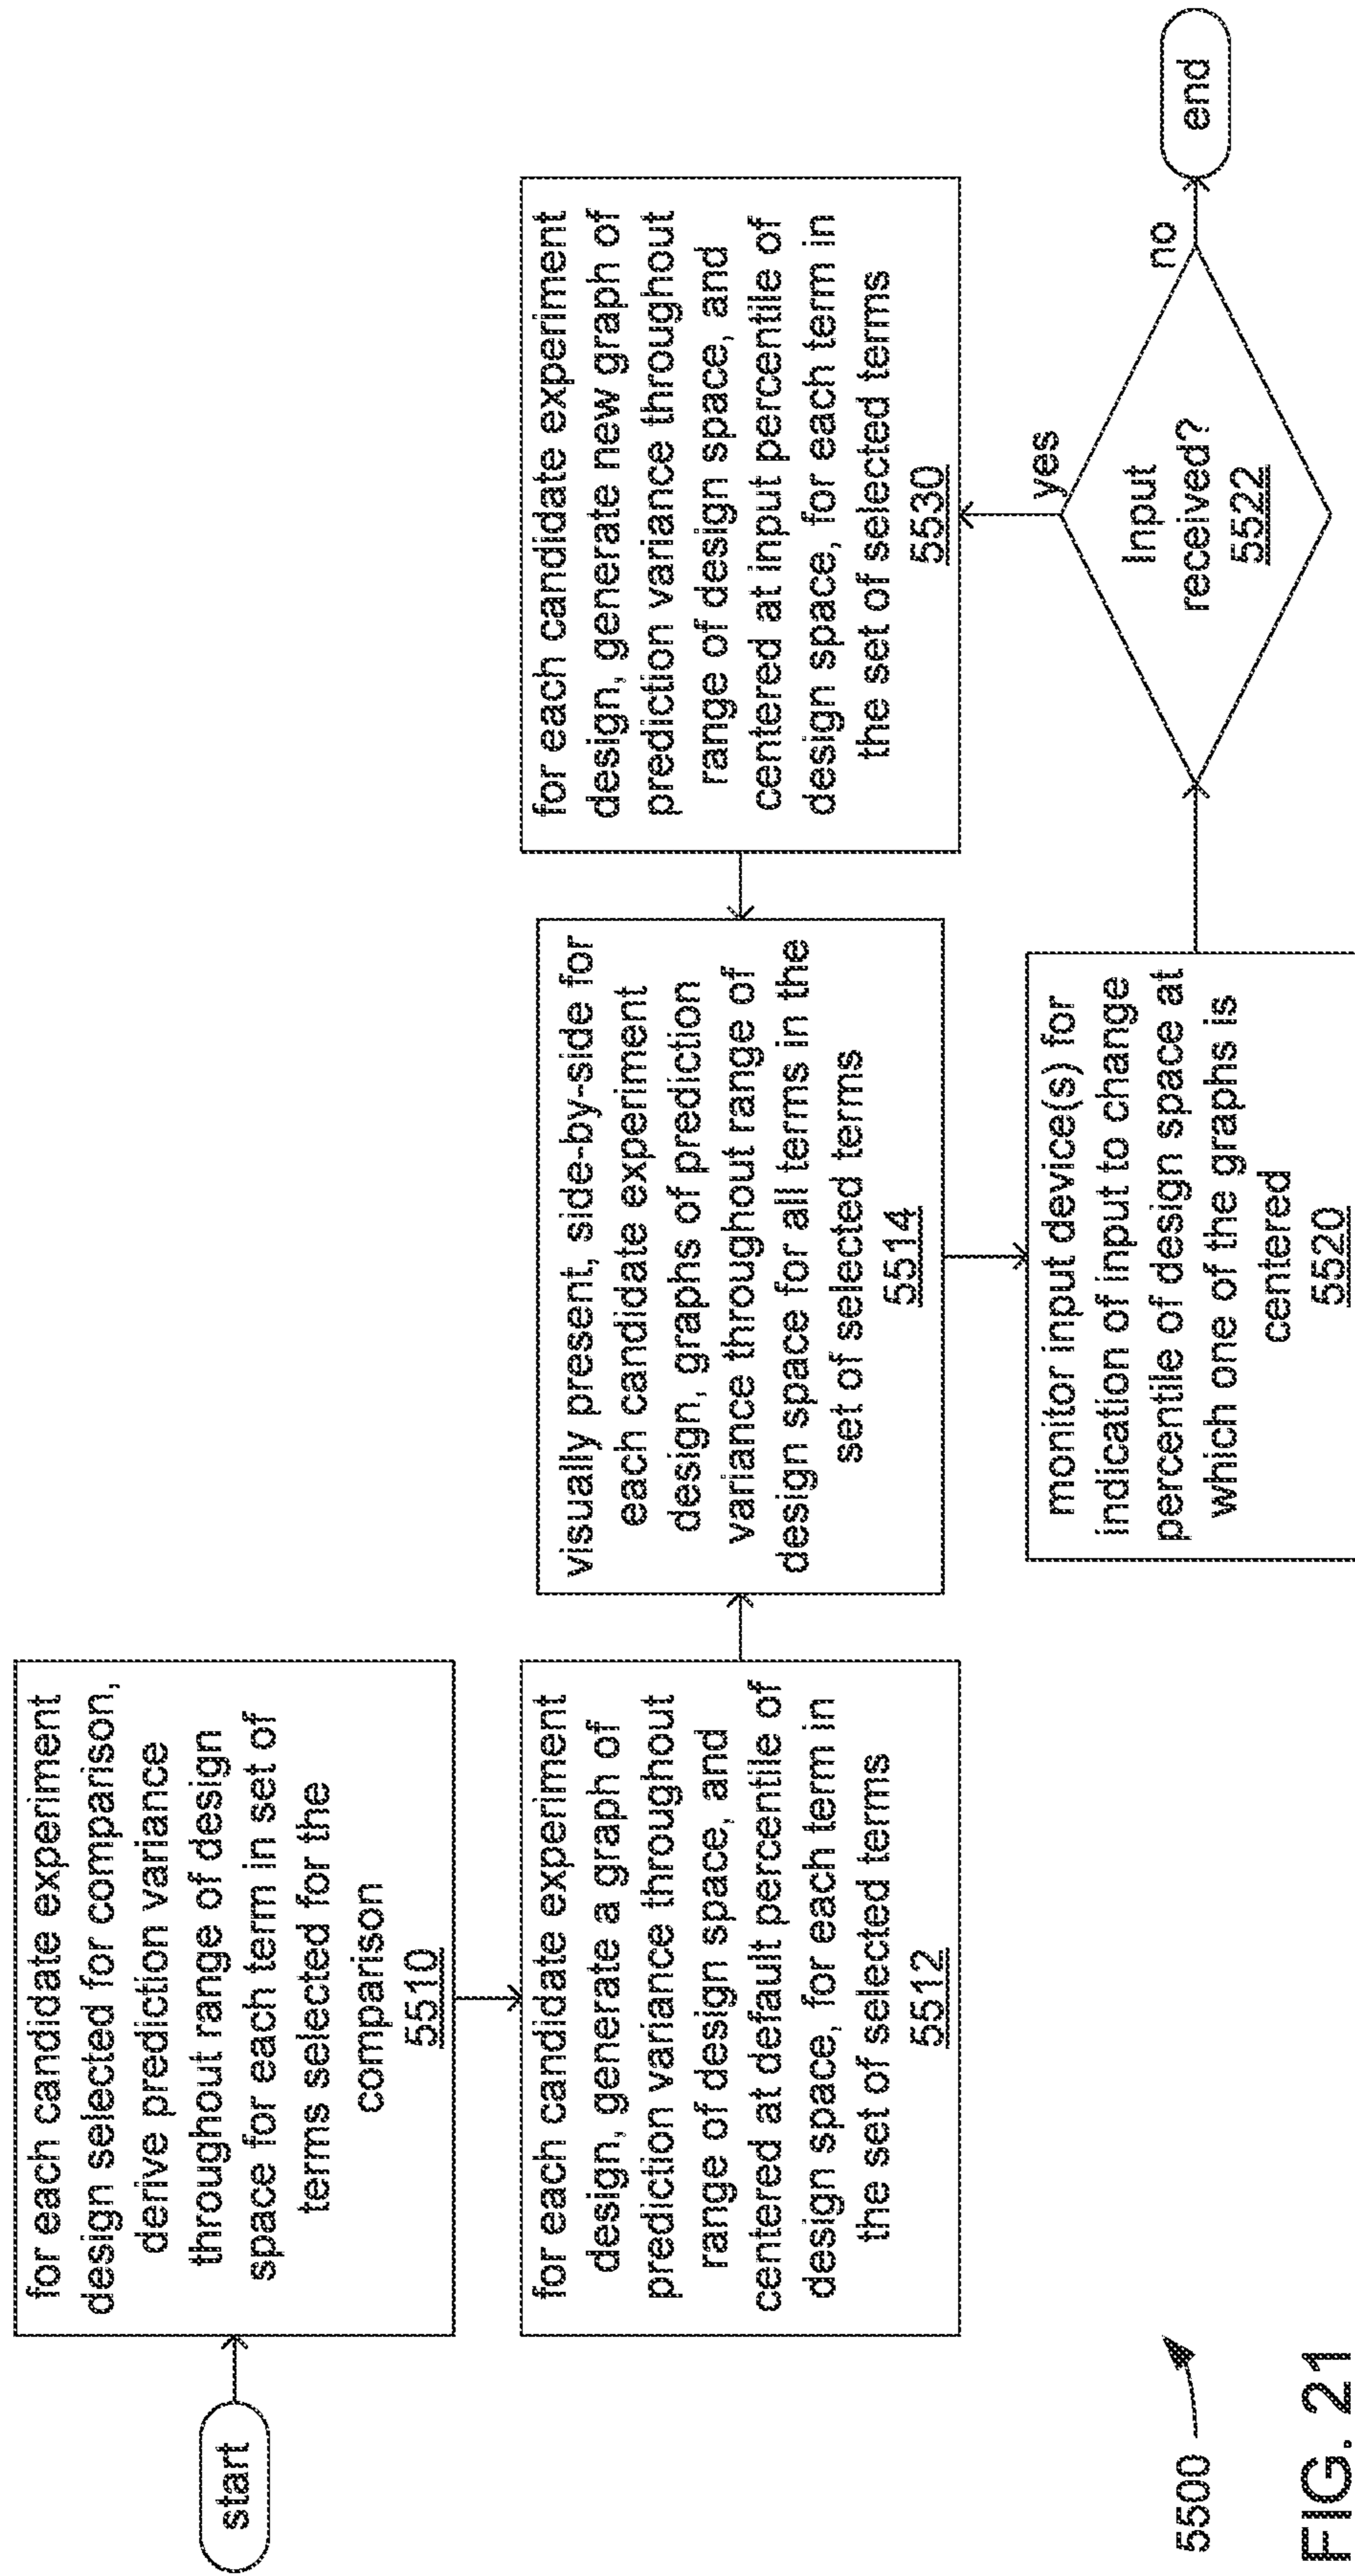 start
for each candidate experiment
design selected for comparison,
derive prediction variance
throughout range of design
space for each term in set of
terms selected for the
comparison
5510
for each candidate experiment
design, generate a graph of
prediction variance throughout
range of design space, and
centered at default percentile of
design space, for each term in
the set of selected terms
5512
visually present, side-by-side for
each candidate experiment
design, graphs of prediction
variance throughout range of
design space for all terms in the
set of selected terms
5514
monitor input device(s) for
indication of input to change
percentile of design space at
which one of the graphs is
centered
5520
Input
received?
5522
yes
no
for each candidate experiment
design, generate new graph of
prediction variance throughout
range of design space, and
centered at input percentile of
design space, for each term in
the set of selected terms
5530
end
5500
FIG. 21